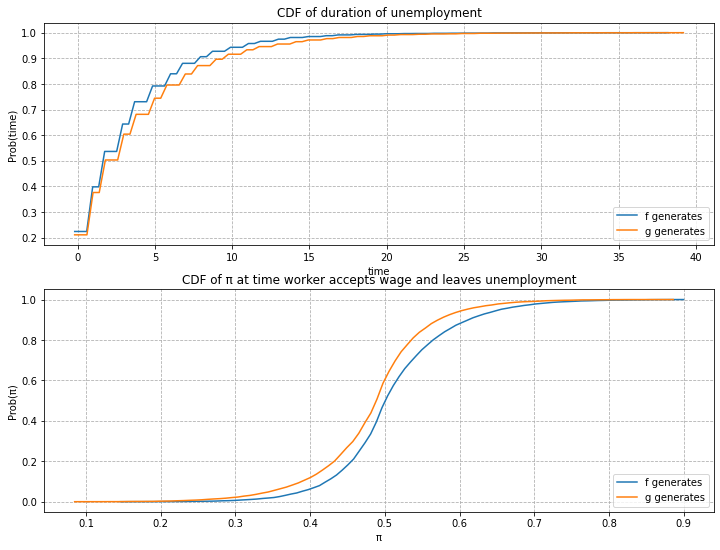 CDF of duration of unemployment
1.0
0.9
0.8
0.7
0.6
0.5
0.4
0.3
0.2
Prob(time)
f generates
g generates
0 5 10 15 20 25 30 35 40
time
CDF of π at time worker accepts wage and leaves unemployment
1.0
0.8
0.6
0.4
0.2
0.0
Prob(π)
f generates
g generates
0.1 0.2 0.3 0.4 0.5 0.6 0.7 0.8 0.9
π